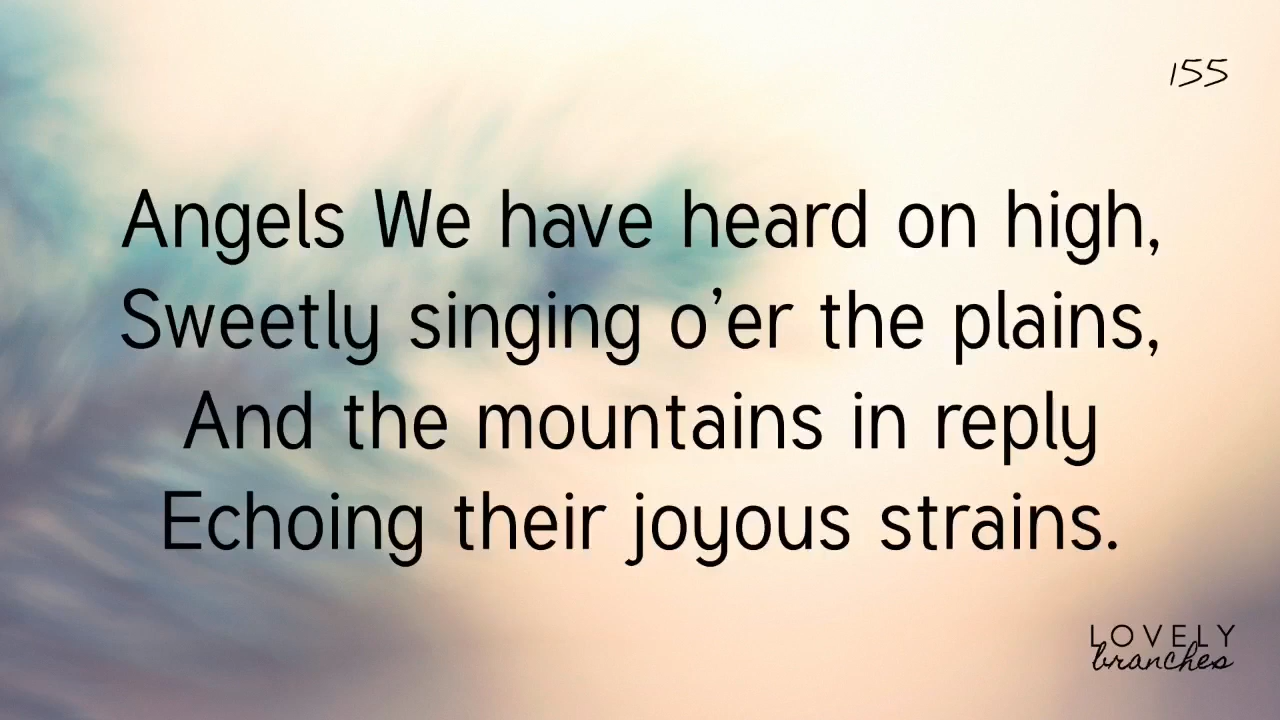 155
Angels We have heard on high,
Sweetly singing o’er the plains,
And the mountains in reply
Echoing their joyous strains.
LOVELY
branches